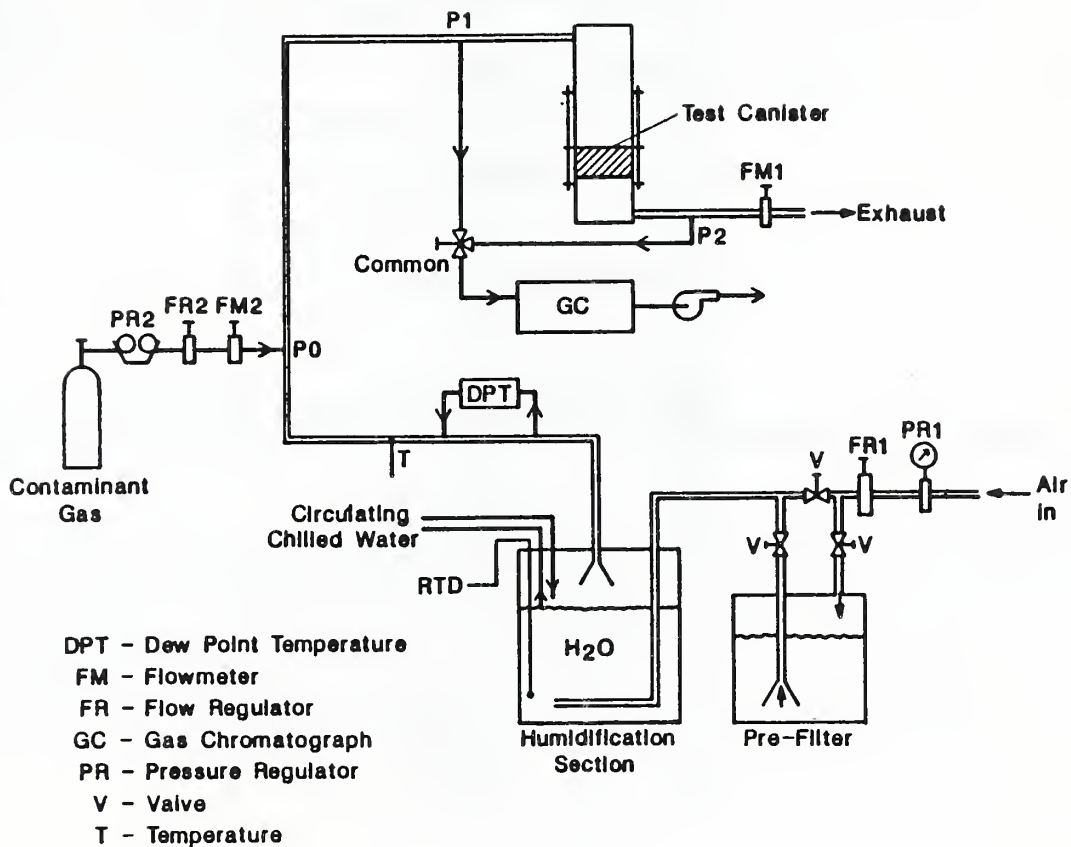 P1
Test Canister
FM1
Exhaust
P2
Common
GC
FR2 FM2
PR2
P0
DPT
T
Contaminant
Gas
PR1
FR1
V
Air
in
V
V
Circulating
Chilled Water
RTD
H2O
Humidification
Section
Pre-Filter
DPT - Dew Point Temperature
FM - Flowmeter
FR - Flow Regulator
GC - Gas Chromatograph
PR - Pressure Regulator
V - Valve
T - Temperature